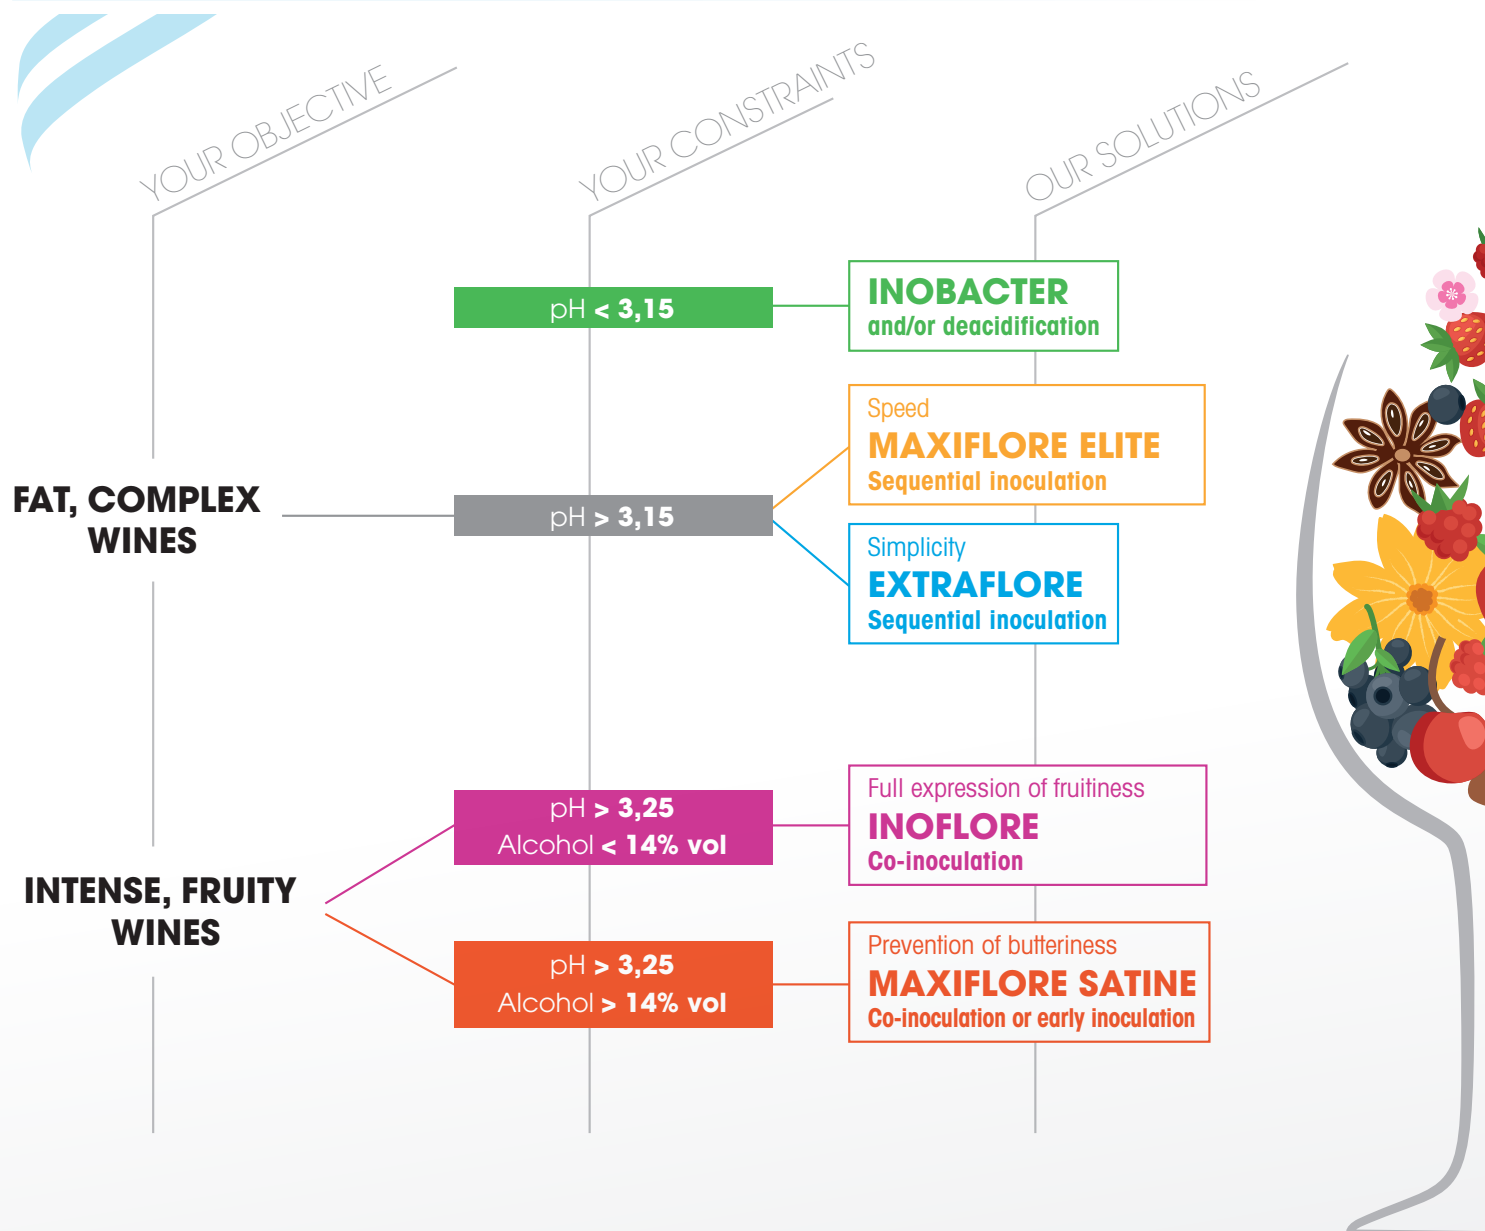 YOUR OBJECTIVE
YOUR CONSTRAINTS
OUR SOLUTIONS
pH < 3,15
INOBACTER
and/or deacidification
FAT, COMPLEX
WINES
pH > 3,15
Speed
MAXIFLORE ELITE
Sequential inoculation
Simplicity
EXTRAFLORE
Sequential inoculation
INTENSE, FRUITY
WINES
pH > 3,25
Alcohol < 14% vol
Full expression of fruitiness
INOFLORE
Co-inoculation
pH > 3,25
Alcohol > 14% vol
Prevention of butteriness
MAXIFLORE SATINE
Co-inoculation or early inoculation